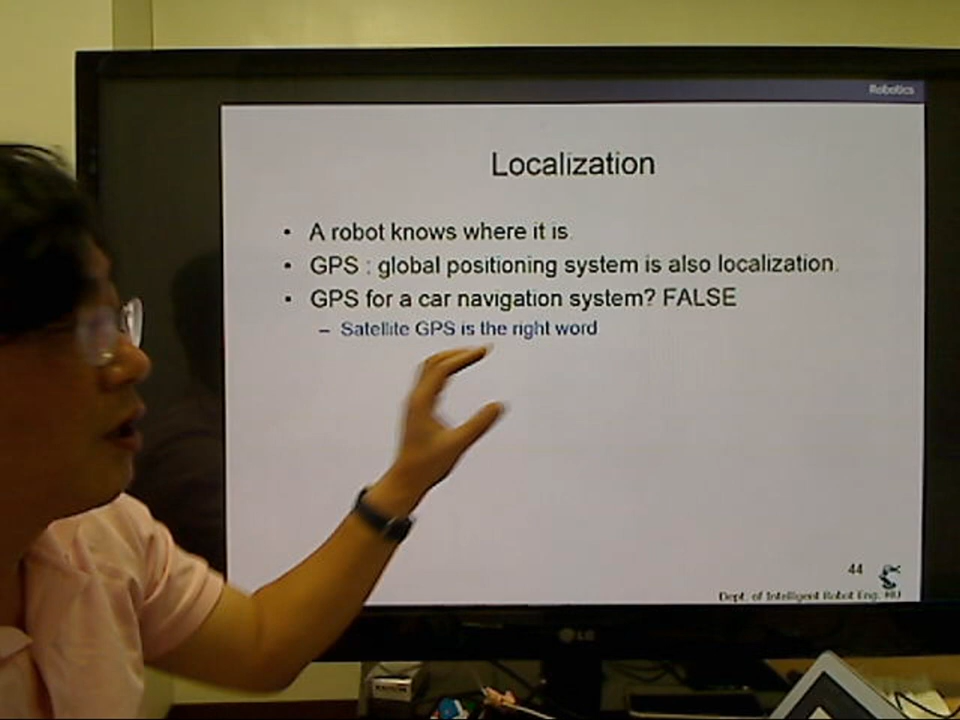 Robotics
Localization
• A robot knows where it is.
• GPS : global positioning system is also localization.
• GPS for a car navigation system? FALSE
– Satellite GPS is the right word
44
Dept. of Intelligent Robot Eng. HU
LG